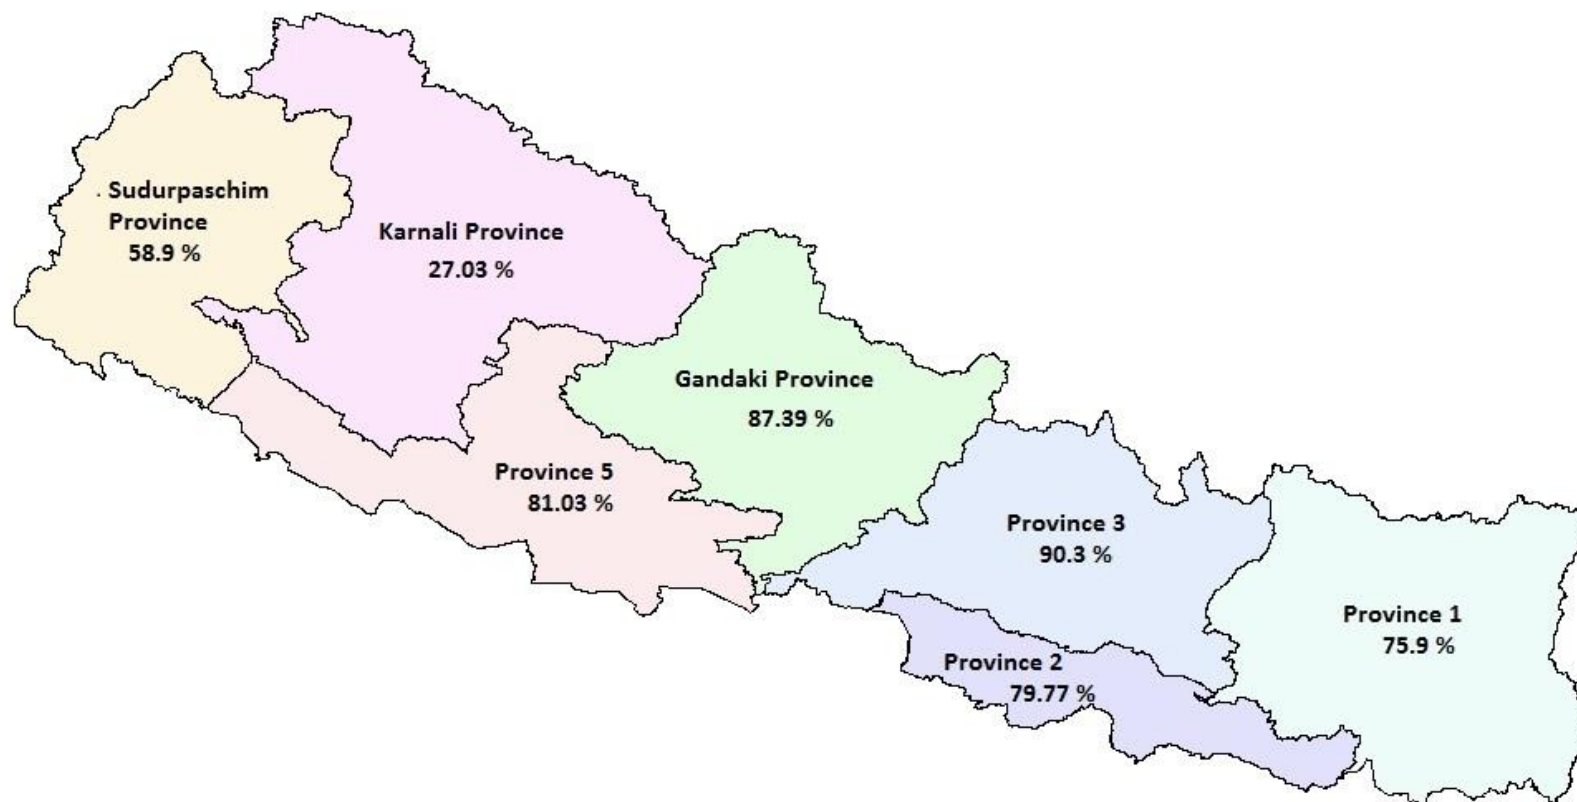 . Sudurpaschim
Province
58.9 %
Karnali Province
27.03 %
Gandaki Province
87.39 %
Province 5
81.03 %
Province 3
90.3 %
Province 1
75.9 %
Province 2
79.77 %